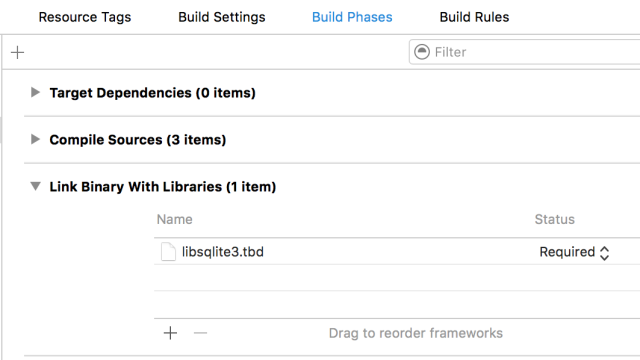 Resource Tags Build Settings Build Phases Build Rules
Filter
Target Dependencies (0 items)
Compile Sources (3 items)
Link Binary With Libraries (1 item)
Name Status
libsqlite3.tbd Required
Drag to reorder frameworks